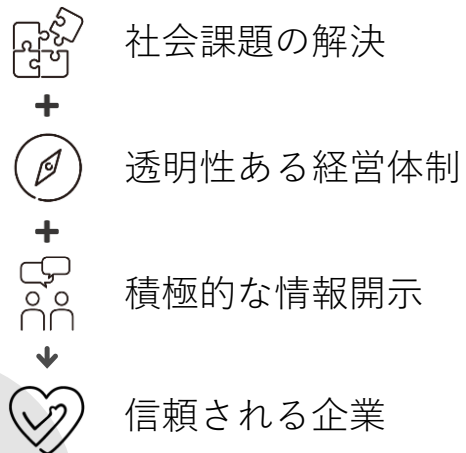 社会課題の解決
+
透明性ある経営体制
+
積極的な情報開示
信頼される企業